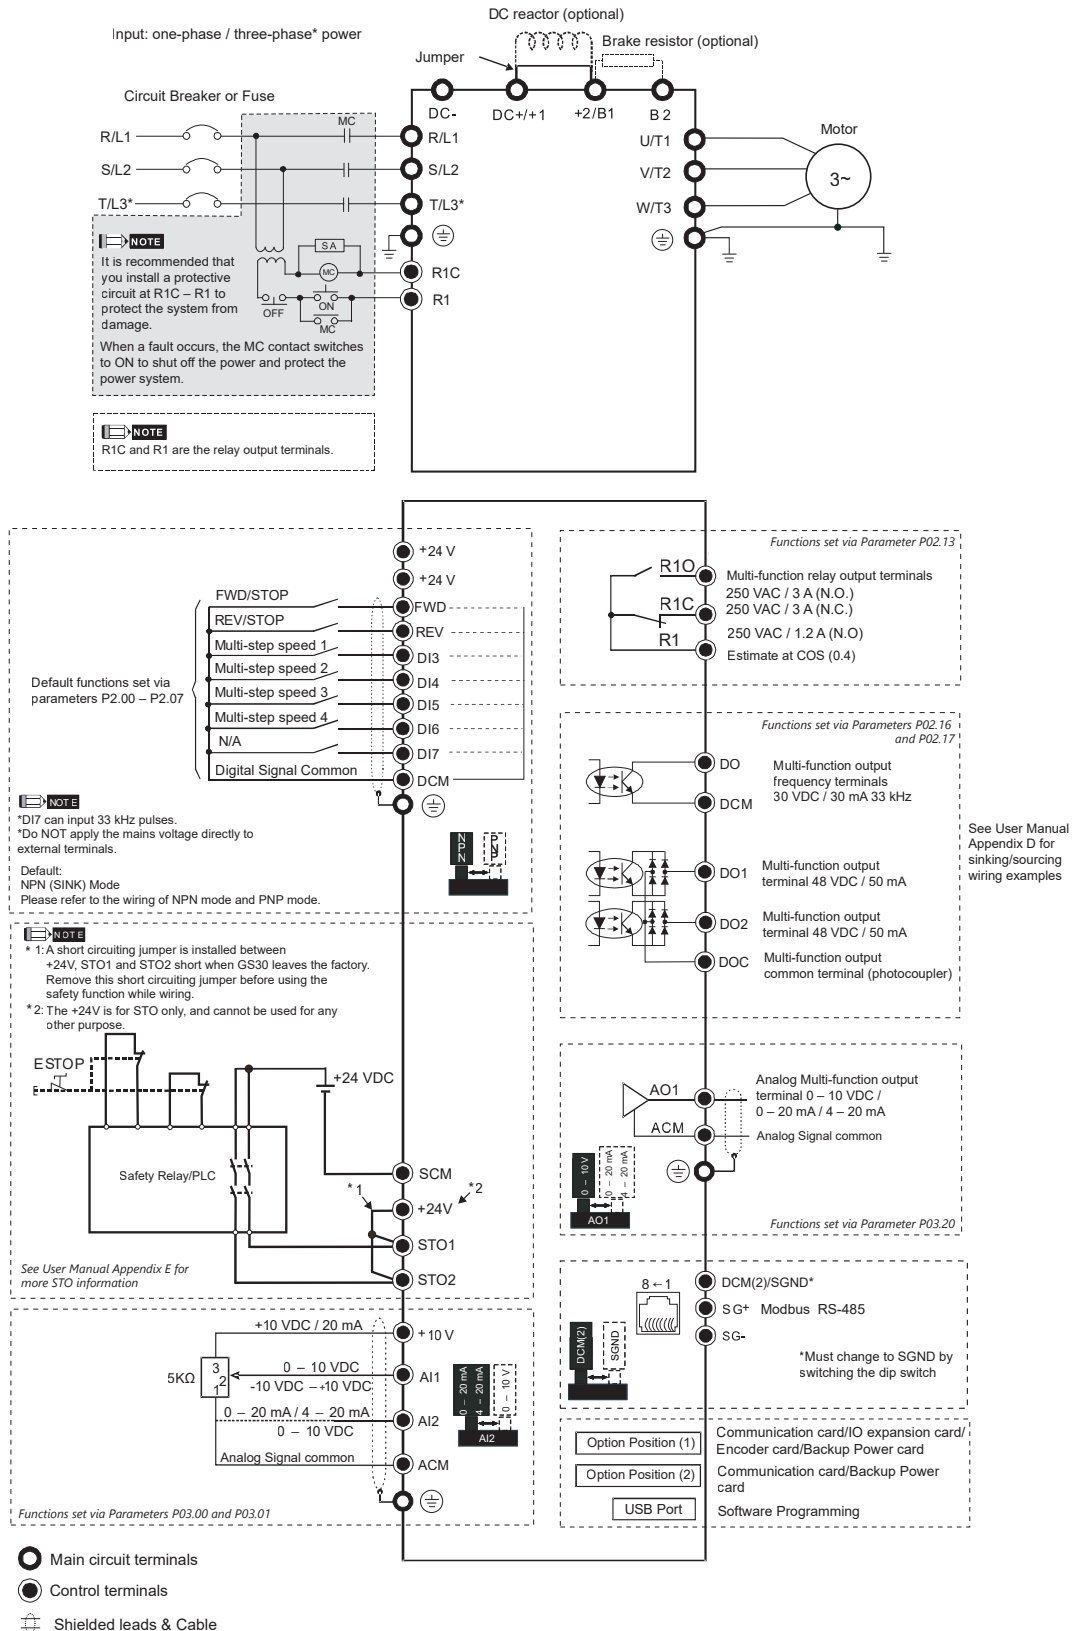 DC reactor (optional)
Input: one-phase / three-phase* power
Brake resistor (optional)
Jumper
Circuit Breaker or Fuse
DC-
DC+/+1
+2/B1
B2
MC
R/L1
R/L1
S/L2
S/L2
T/L3*
T/L3*
U/T1
V/T2
W/T3
Motor
3~
NOTE
It is recommended that
you install a protective
circuit at R1C – R1 to
protect the system from
damage.
When a fault occurs, the MC contact switches
to ON to shut off the power and protect the
power system.
SA
MC
OFF
ON
MC
R1C
R1
NOTE
R1C and R1 are the relay output terminals.
+24 V
+24 V
FWD/STOP
FWD
REV/STOP
REV
Multi-step speed 1
DI3
Multi-step speed 2
DI4
Multi-step speed 3
DI5
Multi-step speed 4
DI6
N/A
DI7
Digital Signal Common
DCM
Default functions set via
parameters P2.00 – P2.07
NOTE
*DI7 can input 33 kHz pulses.
*Do NOT apply the mains voltage directly to
external terminals.
Default:
NPN (SINK) Mode
Please refer to the wiring of NPN mode and PNP mode.
NPN
PNP
Functions set via Parameter P02.13
R1O
R1C
R1
Multi-function relay output terminals
250 VAC / 3 A (N.O.)
250 VAC / 3 A (N.C.)
250 VAC / 1.2 A (N.O)
Estimate at COS (0.4)
Functions set via Parameters P02.16
and P02.17
DO
DCM
Multi-function output
frequency terminals
30 VDC / 30 mA 33 kHz
DO1
Multi-function output
terminal 48 VDC / 50 mA
DO2
Multi-function output
terminal 48 VDC / 50 mA
DOC
Multi-function output
common terminal (photocoupler)
See User Manual
Appendix D for
sinking/sourcing
wiring examples
NOTE
* 1: A short circuiting jumper is installed between
+24V, STO1 and STO2 short when GS30 leaves the factory.
Remove this short circuiting jumper before using the
safety function while wiring.
* 2: The +24V is for STO only, and cannot be used for any
other purpose.
ESTOP
+24 VDC
Safety Relay/PLC
SCM
* 1
*2
+24V
STO1
STO2
See User Manual Appendix E for
more STO information
AO1
ACM
Analog Multi-function output
terminal 0 – 10 VDC /
0 – 20 mA / 4 – 20 mA
Analog Signal common
0 – 10 V
0 – 20 mA
4 – 20 mA
AO1
Functions set via Parameter P03.20
8←1
DCM(2)/SGND*
SG+ Modbus RS-485
SG-
DCM(2)
SGND
*Must change to SGND by
switching the dip switch
+10 VDC / 20 mA
+10 V
5KΩ
3
2
1
0 – 10 VDC
-10 VDC – +10 VDC
AI1
0 – 20 mA / 4 – 20 mA
0 – 10 VDC
AI2
Analog Signal common
ACM
0 – 20 mA
4 – 20 mA
0 – 10 V
AI2
Functions set via Parameters P03.00 and P03.01
Option Position (1)
Communication card/IO expansion card/
Encoder card/Backup Power card
Option Position (2)
Communication card/Backup Power
card
USB Port
Software Programming
Main circuit terminals
Control terminals
Shielded leads & Cable